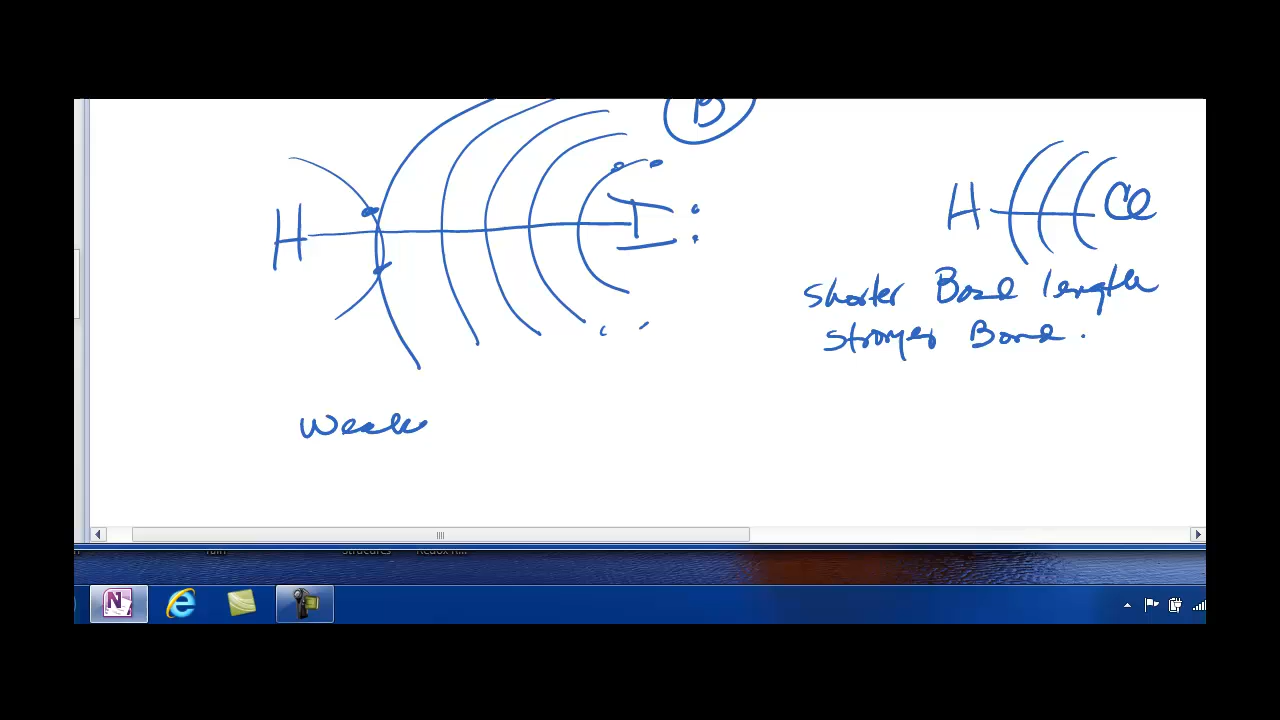 B
H I
H Cl
Shorter Bond length
Stronger Bond.
Weak
N